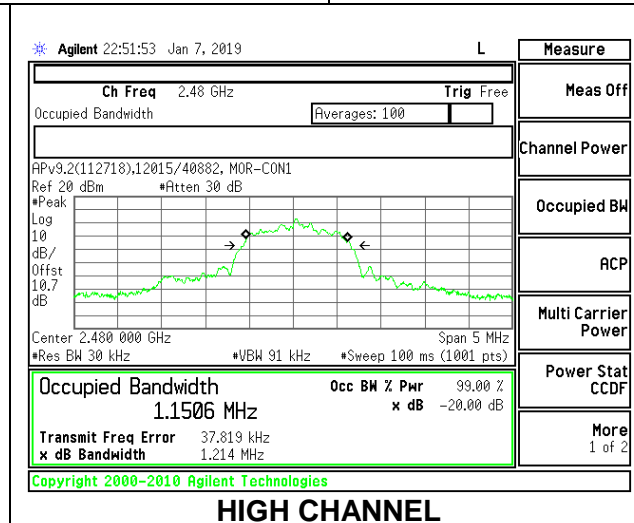 Agilent 22:51:53 Jan 7, 2019 L
Measure
Ch Freq 2.48 GHz Trig Free
Occupied Bandwidth Averages: 100
Meas Off
Channel Power
Occupied BW
ACP
Multi Carrier
Power
Power Stat
CCDF
More
1 of 2
APv9.2(112718),12015/40882, MOR-CON1
Ref 20 dBm #Atten 30 dB
#Peak
Log
10
dB/
Offst
10.7
dB
Center 2.480 000 GHz Span 5 MHz
#Res BW 30 kHz #VBW 91 kHz #Sweep 100 ms (1001 pts)
Occupied Bandwidth Occ BW % Pwr 99.00 %
1.1506 MHz x dB -20.00 dB
Transmit Freq Error 37.819 kHz
x dB Bandwidth 1.214 MHz
Copyright 2000-2010 Agilent Technologies
HIGH CHANNEL